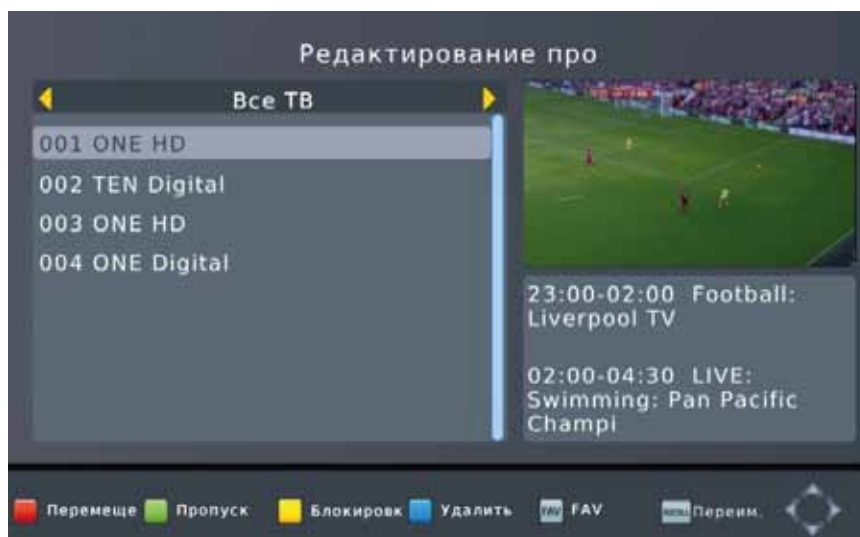 Редактирование про
Все ТВ
001 ONE HD
002 TEN Digital
003 ONE HD
004 ONE Digital
23:00-02:00 Football:
Liverpool TV
02:00-04:30 LIVE:
Swimming: Pan Pacific
Champi
Перемеще Пропуск Блокировк Удалить FAV FAV MENU Переим.